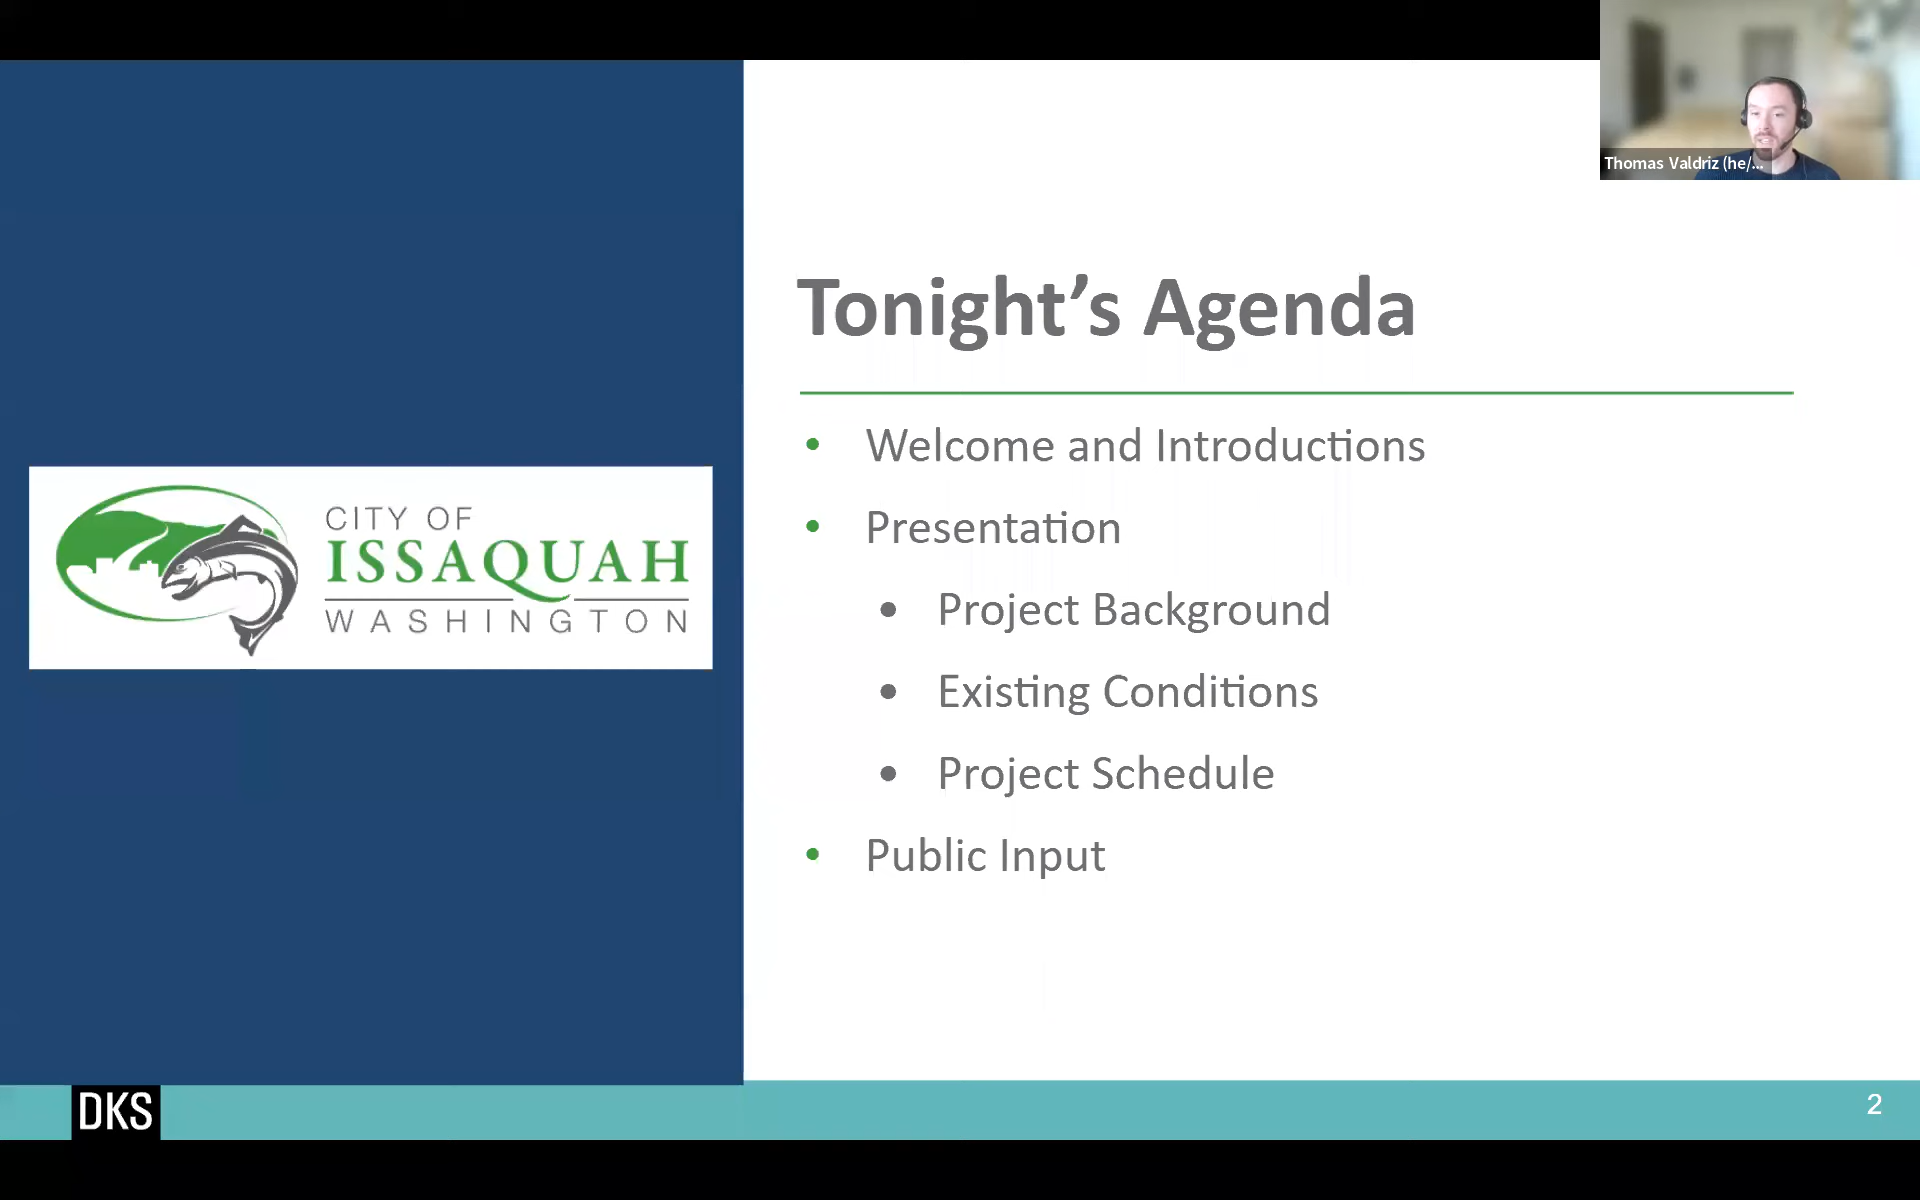 Thomas Valdriz (he/...
Tonight’s Agenda
• Welcome and Introductions
• Presentation
• Project Background
• Existing Conditions
• Project Schedule
• Public Input
CITY OF
ISSAQUAH
WASHINGTON
DKS
2